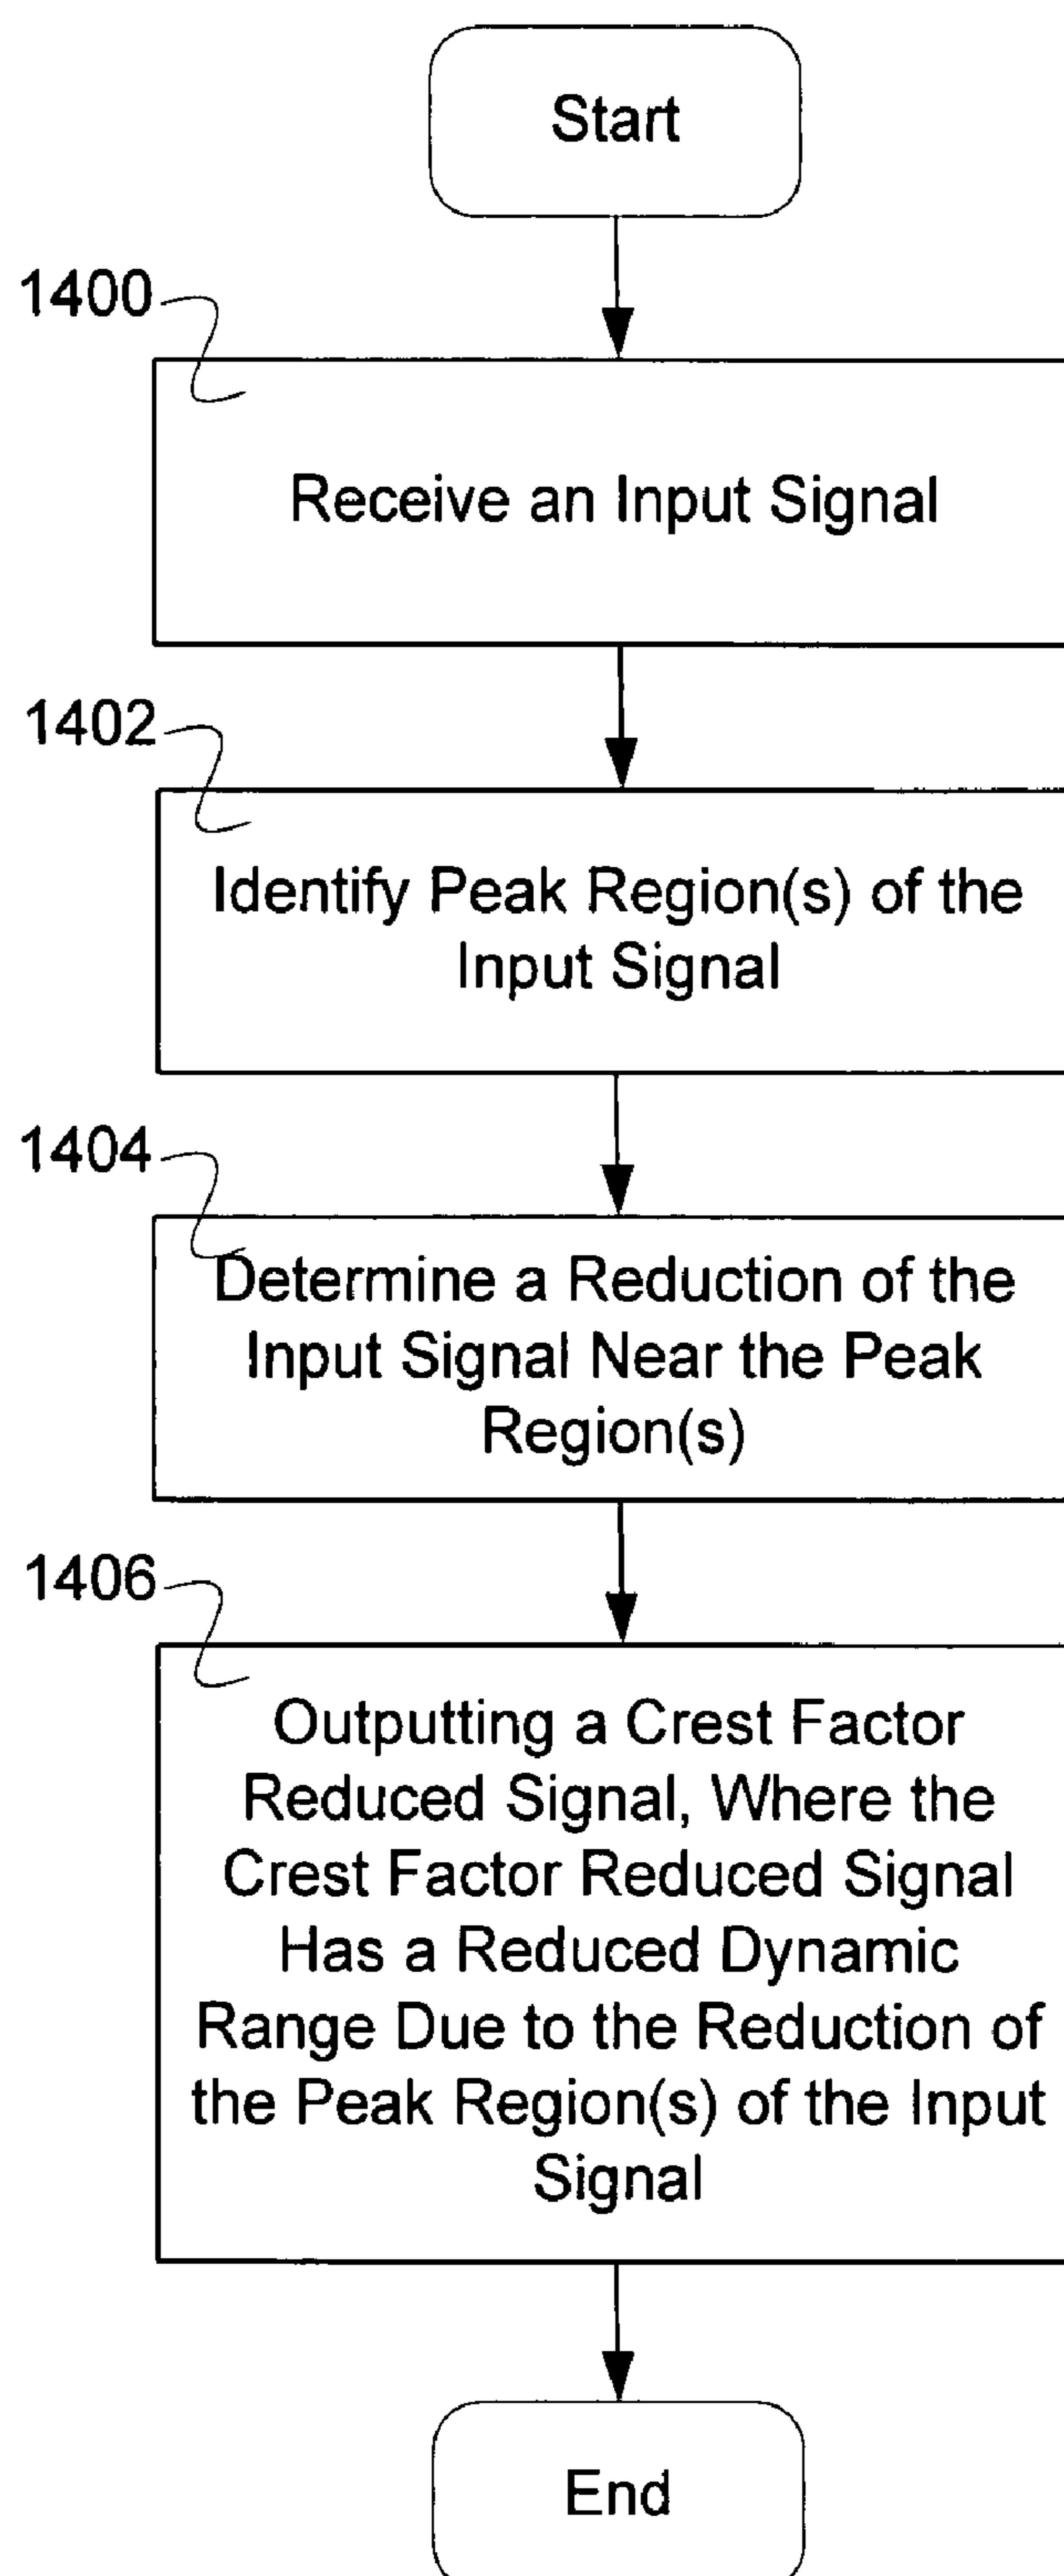 Start
1400
Receive an Input Signal
1402
Identify Peak Region(s) of the
Input Signal
1404
Determine a Reduction of the
Input Signal Near the Peak
Region(s)
1406
Outputting a Crest Factor
Reduced Signal, Where the
Crest Factor Reduced Signal
Has a Reduced Dynamic
Range Due to the Reduction of
the Peak Region(s) of the Input
Signal
End